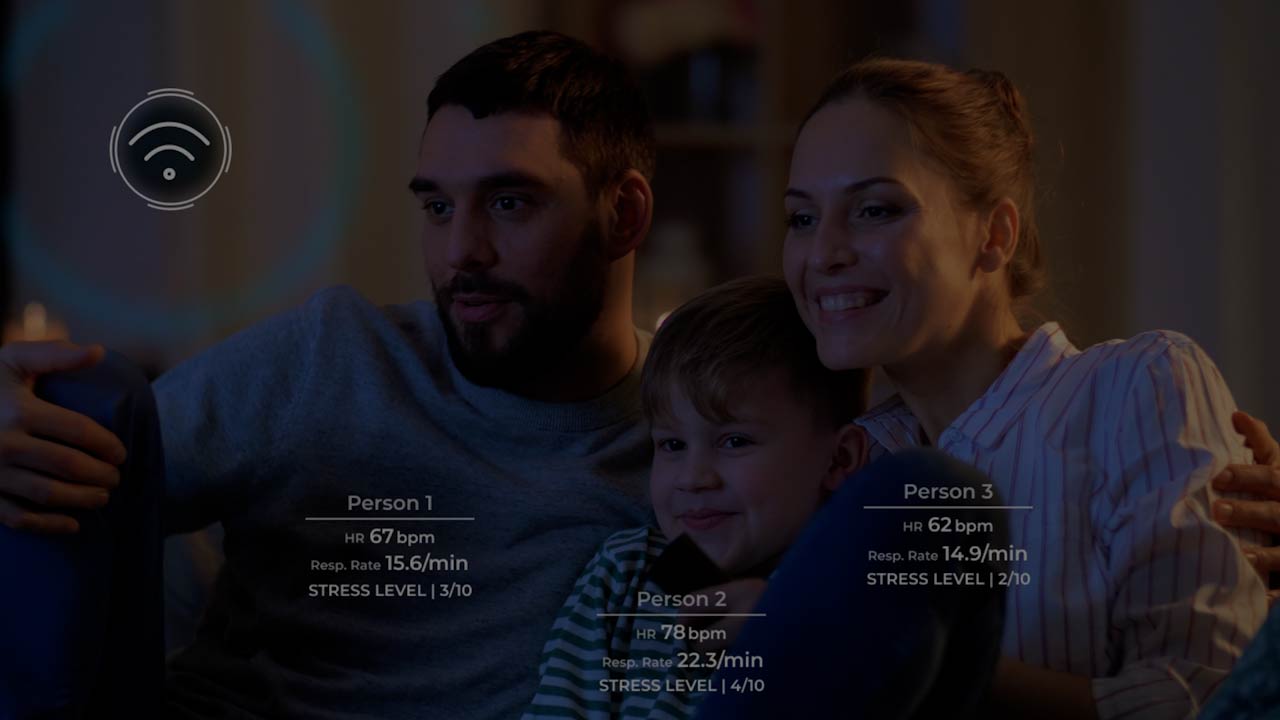 Person 1
HR 67 bpm
Resp. Rate 15.6/min
STRESS LEVEL | 3/10
Person 2
HR 78 bpm
Resp. Rate 22.3/min
STRESS LEVEL | 4/10
Person 3
HR 62 bpm
Resp. Rate 14.9/min
STRESS LEVEL | 2/10